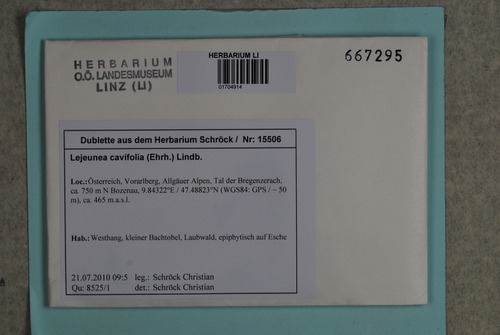 HERBARIUM
O.Ö. LANDESMUSEUM
LINZ (LI)
HERBARIUM LI
01704914
667295
Dublette aus dem Herbarium Schröck / Nr: 15506
Lejeunea cavifolia (Ehrh.) Lindb.
Loc.:Österreich, Vorarlberg, Allgäuer Alpen, Tal der Bregenzerach,
ca. 750 m N Bozenau, 9.84322°E / 47.48823°N (WGS84: GPS / ~ 50
m), ca. 465 m.a.s.l.
Hab.: Westhang, kleiner Bachtobel, Laubwald, epiphytisch auf Esche
21.07.2010 09:5 leg.: Schröck Christian
Qu: 8525/1 det.: Schröck Christian